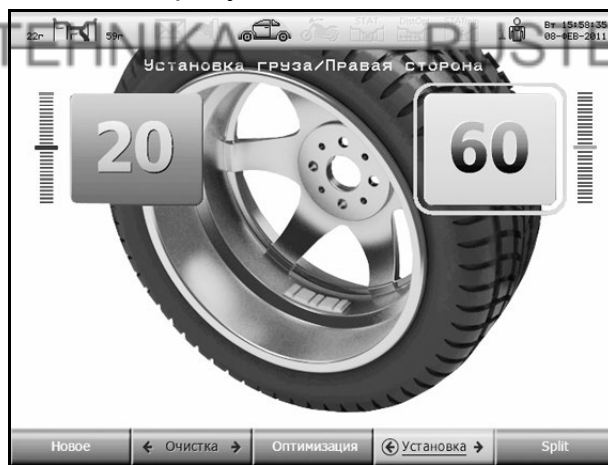 22г 59г STAT Вт 15:58:35
08-ФЕВ-2011
TEHNIKA RUSTE
Установка груза/Правая сторона
20 60
Новое ← Очистка → Оптимизация ← Установка → Split